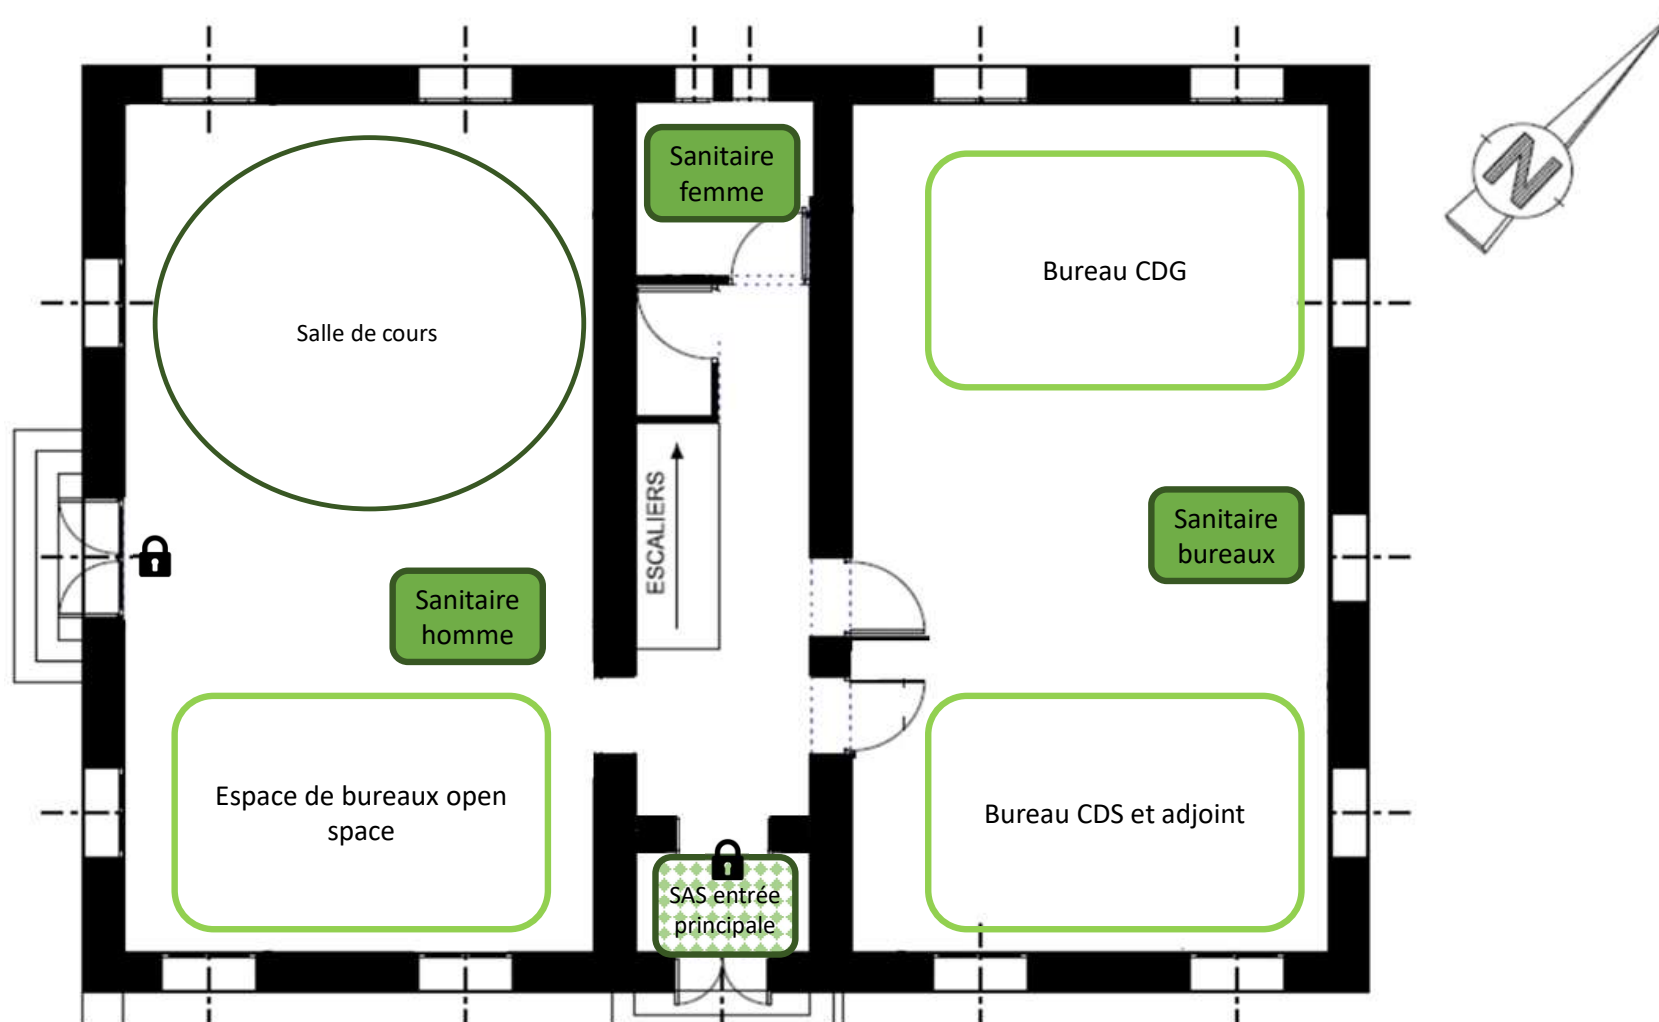 Sanitaire
femme
N
Bureau CDG
Salle de cours
ESCALIERS
Sanitaire
bureaux
Sanitaire
homme
Espace de bureaux open
space
Bureau CDS et adjoint
SAS entrée
principale